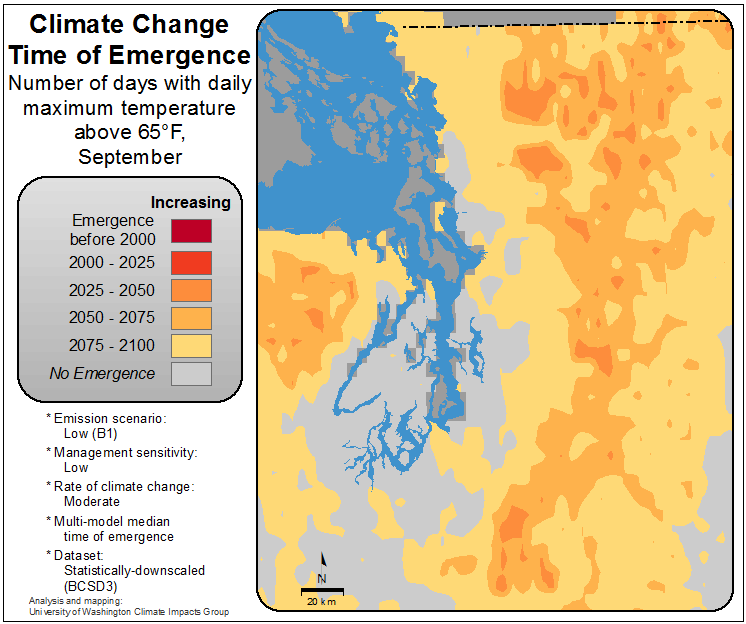 Climate Change
Time of Emergence
Number of days with daily
maximum temperature
above 65°F,
September
Increasing
Emergence
before 2000
2000 - 2025
2025 - 2050
2050 - 2075
2075 - 2100
No Emergence
* Emission scenario:
Low (B1)
* Management sensitivity:
Low
* Rate of climate change:
Moderate
* Multi-model median
time of emergence
* Dataset:
Statistically-downscaled
(BCSD3)
Analysis and mapping:
University of Washington Climate Impacts Group
N
20 km